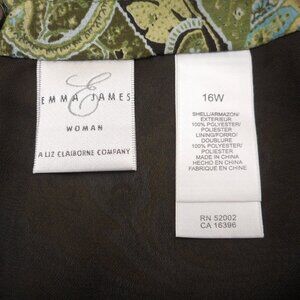 E
EMMA JAMES
WOMAN
A LIZ CLAIBORNE COMPANY
16W
SHELL/ARMAZON/
EXTERIEUR
100% POLYESTER/
POLIESTER
LINING/FORRO/
DOUBLURE
100% POLYESTER/
POLIESTER
MADE IN CHINA
HECHO EN CHINA
FABRIQUE EN CHINE
RN 52002
CA 16396